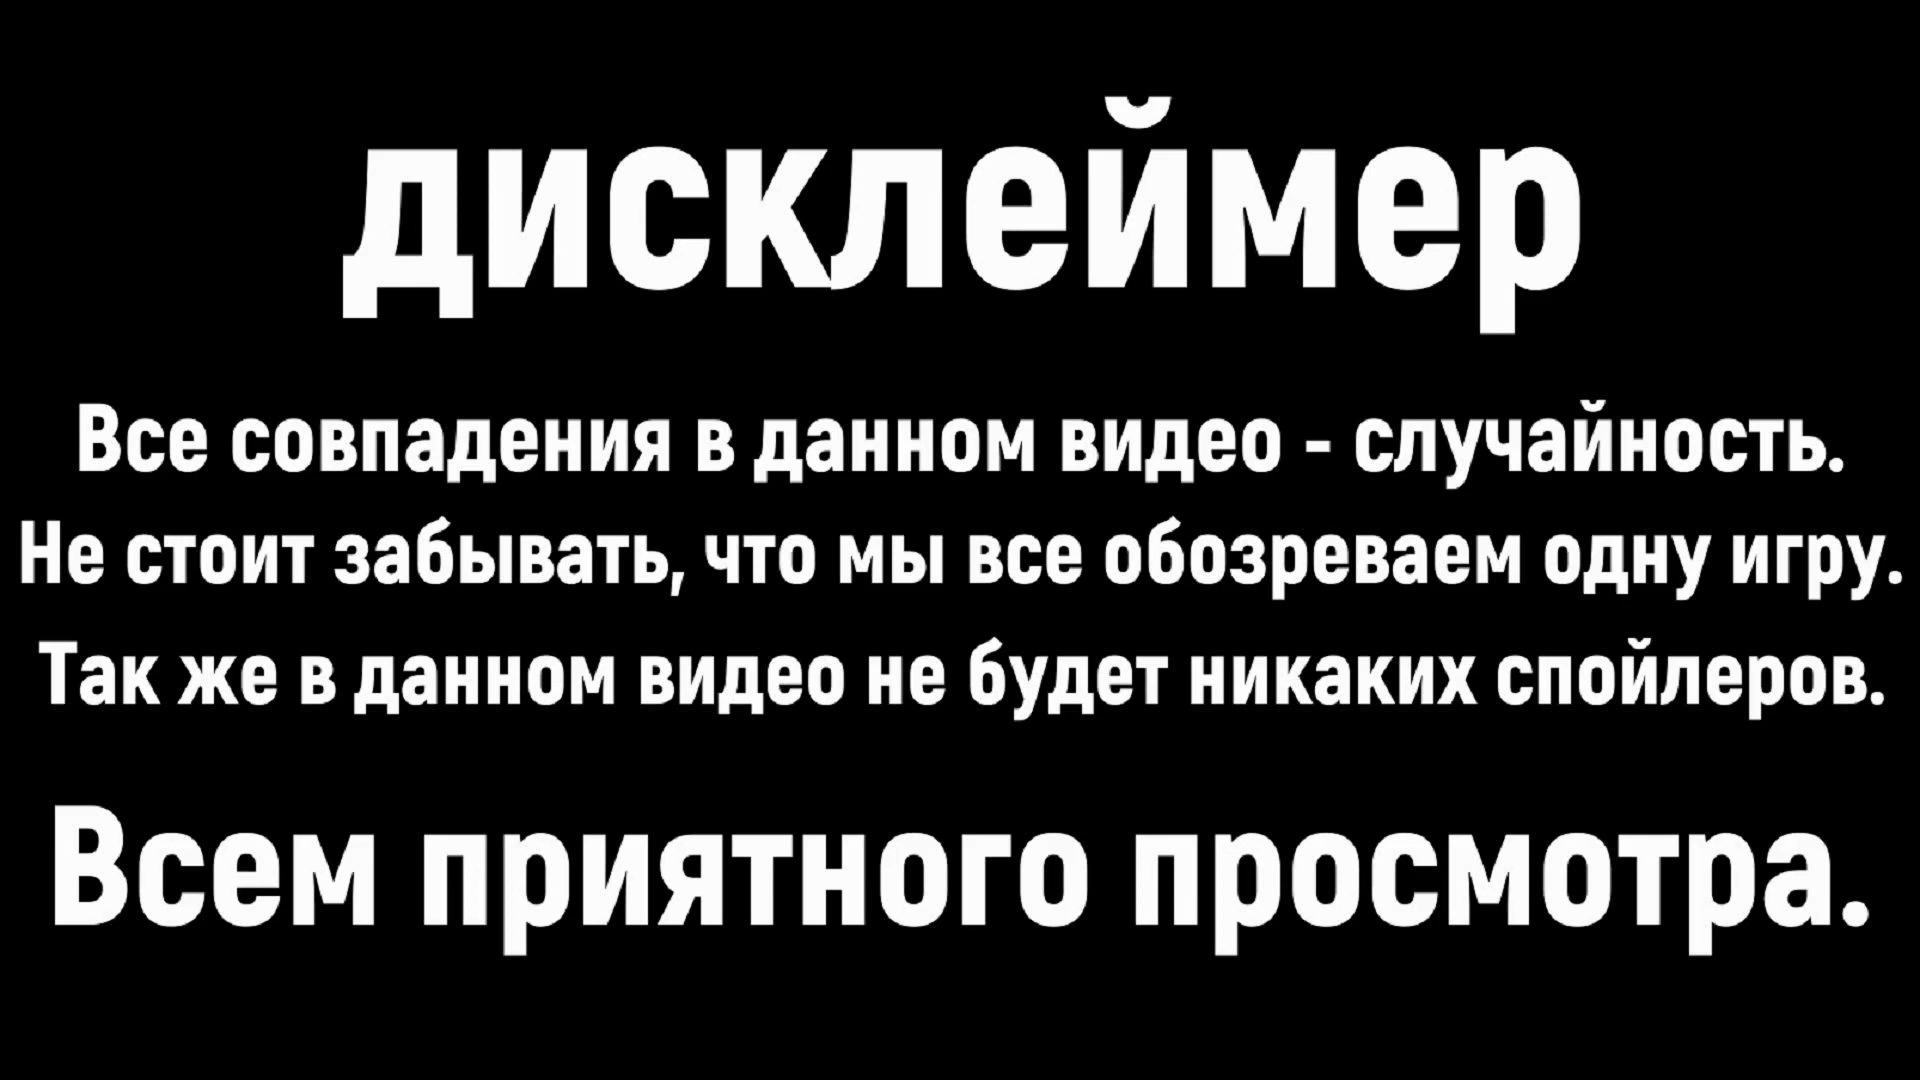 дисклеймер
Все совпадения в данном видео - случайность.
Не стоит забывать, что мы все обозреваем одну игру.
Так же в данном видео не будет никаких спойлеров.
Всем приятного просмотра.